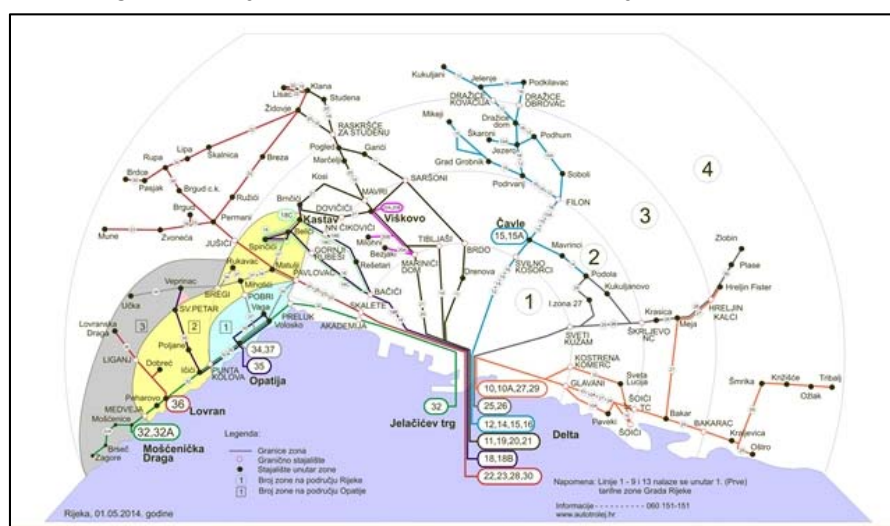 Kukuljani
Jelenje
Podkilavac
Lisac
Klana
Studena
DRAŽICE
KOVAČIJA
DRAŽICE
OBROVAC
Židovje
RASKRŠĆE
ZA STUDENU
Mikelji
Dražice
dom
Škaroni
Podhum
4
Lipa
Škalnica
Pogled
Ganči
Jezero
Rupa
Breza
Marčelji
Grad Grobnik
Brdce
Pasjak
Brgud c.k.
Kosi
SARŠONI
Podrvanj
Soboli
Ružići
Brnčići
MAVRI
3
Brgud
Permani
18C
DOVIČIĆI
Kastav
Viškovo
FILON
Mune
Zvoneća
JUŠIĆI
Belići
NN ČIKOVIĆI
Čavle
15,15A
Spinčići
Milohni
TIBLJAŠI
Mavrinci
Zlobin
Rukavac
GORNJI
RUBEŠI
Bezjaki
MARINIĆI
DOM
BRDO
SVILNO
KOSORCI
2
Podola
Plase
Veprinac
Matulji
Rešetari
Drenova
Kukuljanovo
Hreljin Fister
Učka
BREGI
Mihotići
PAVLOVAC
BAČIĆI
1
I.zona 27
Krasica
HRELJIN
KALCI
3
SV.PETAR
POBRI
Vaga
PRELUK
SKALETE
Meja
Lovranska
Draga
2
1
Volosko
AKADEMIJA
SVETI
KUZAM
ŠKRLJEVO
NC
LIGANJ
Poljane
34,37
35
KOSTRENA
KOMERC
Dobreć
Ičići
PUNTA
KOLOVA
Opatija
GLAVANI
Sveta
Lucija
Šmrika
Križišće
Tribalj
Peharovo
36
Lovran
32
Jelačićev trg
10,10A,27,29
ŠOIĆI
TC
Ožlak
MEDVEJA
25,26
Paveki
Bakar
Mošćenice
32,32A
12,14,15,16
Delta
ŠOIĆI
BAKARAC
Kraljevica
Mošćenička
Draga
11,19,20,21
Oštro
Brseč
Zagore
18,18B
22,23,28,30
Legenda:
Granice zona
Granično stajalište
Stajalište unutar zone
1 Broj zone na području Rijeke
1 Broj zone na području Opatije
Napomena: Linije 1 - 9 i 13 nalaze se unutar 1. (Prve)
tarifne zone Grada Rijeke
Informacije - - - - - - - - - - 060 151-151
www.autotrolej.hr
Rijeka, 01.05.2014. godine